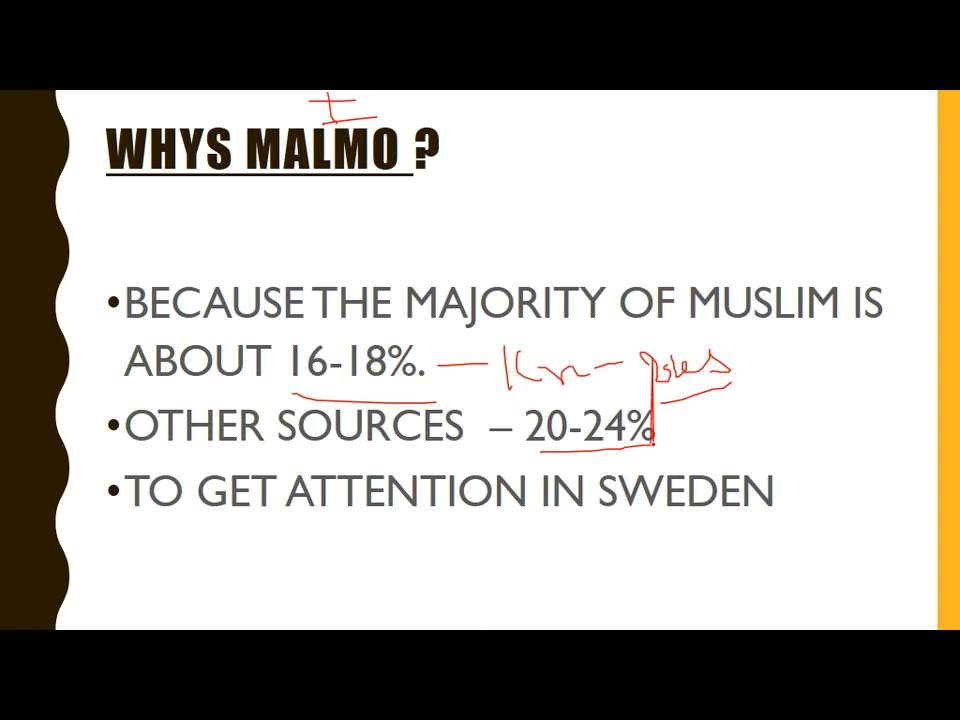 WHYS MALMO ?
•BECAUSE THE MAJORITY OF MUSLIM IS
ABOUT 16-18%.
•OTHER SOURCES – 20-24%
•TO GET ATTENTION IN SWEDEN